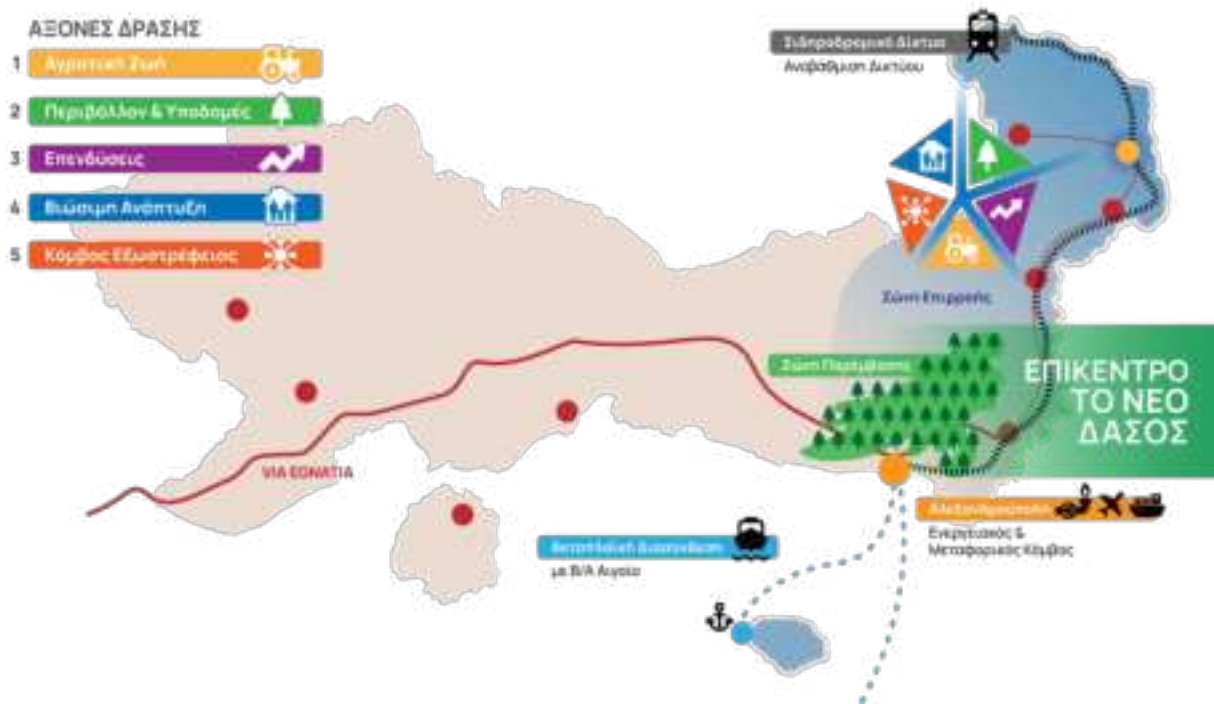 ΑΞΟΝΕΣ ΔΡΑΣΗΣ
1 Αγροτική Ζωή
2 Περιβάλλον & Υποδομές
3 Επενδύσεις
4 Βιώσιμη Ανάπτυξη
5 Κόμβος Εξωστρέφειας
Σιδηροδρομικό Δίκτυο
Αναβάθμιση Δικτύου
Ζώνη Επιρροής
Ζώνη Παρέμβασης
ΕΠΙΚΕΝΤΡΟ
ΤΟ ΝΕΟ
ΔΑΣΟΣ
VIA EGNATIA
Αλεξανδρούπολη
Ενεργειακός &
Μεταφορικός Κόμβος
Ακτοπλοϊκή Διασύνδεση
με Β/Α Αιγαίο